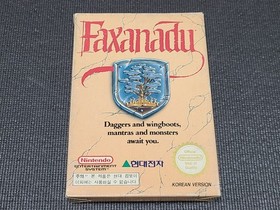 Faxanadu
Daggers and wingboots,
mantras and monsters
await you.
Nintendo
ENTERTAINMENT
SYSTEM
현대전자
KOREAN VERSION